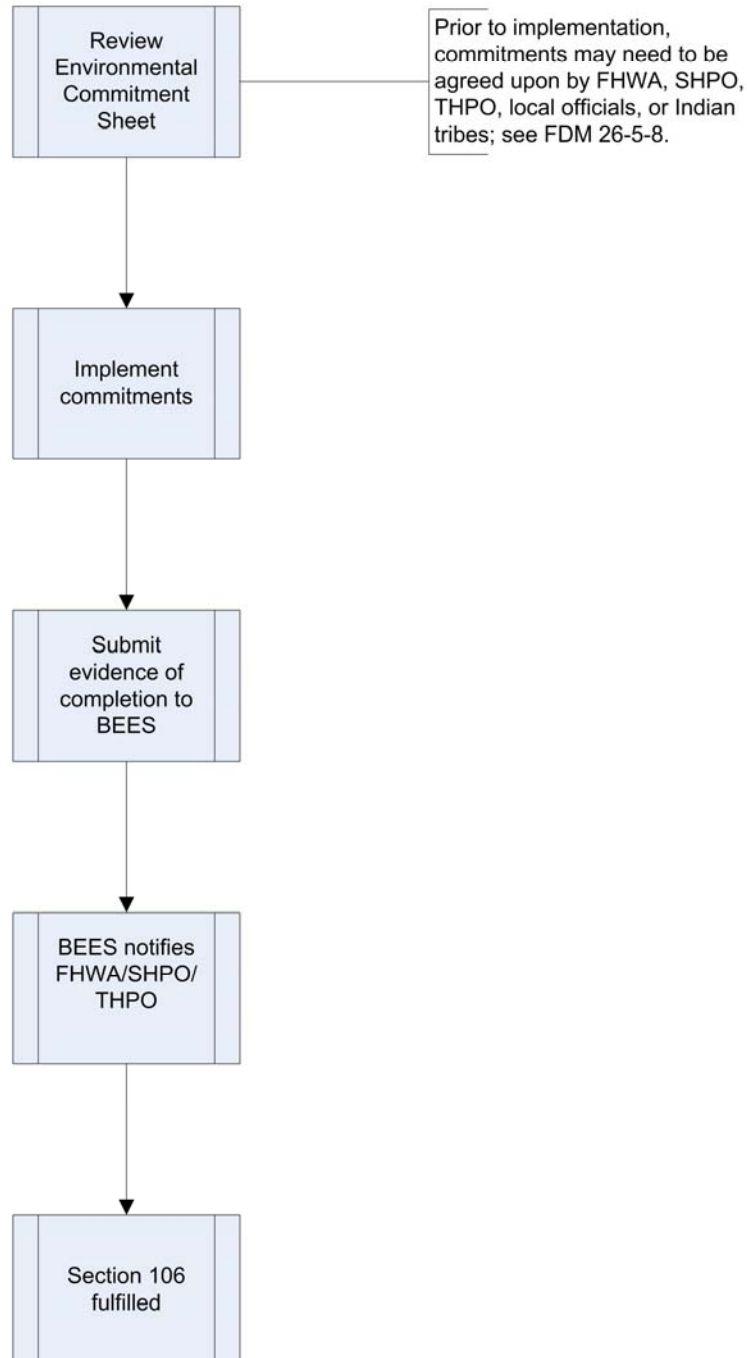 Review
Environmental
Commitment
Sheet
Prior to implementation,
commitments may need to be
agreed upon by FHWA, SHPO,
THPO, local officials, or Indian
tribes; see FDM 26-5-8.
Implement
commitments
Submit
evidence of
completion to
BEES
BEES notifies
FHWA/SHPO/
THPO
Section 106
fulfilled